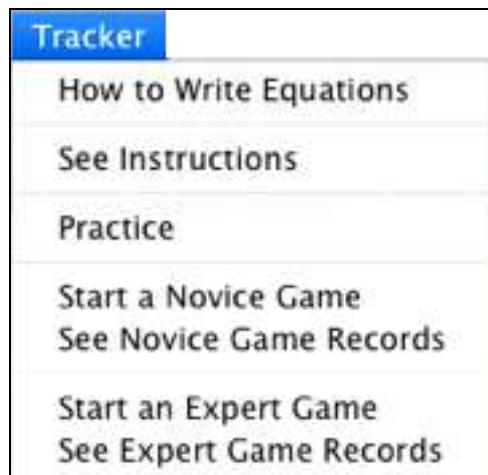 Tracker
How to Write Equations
See Instructions
Practice
Start a Novice Game
See Novice Game Records
Start an Expert Game
See Expert Game Records